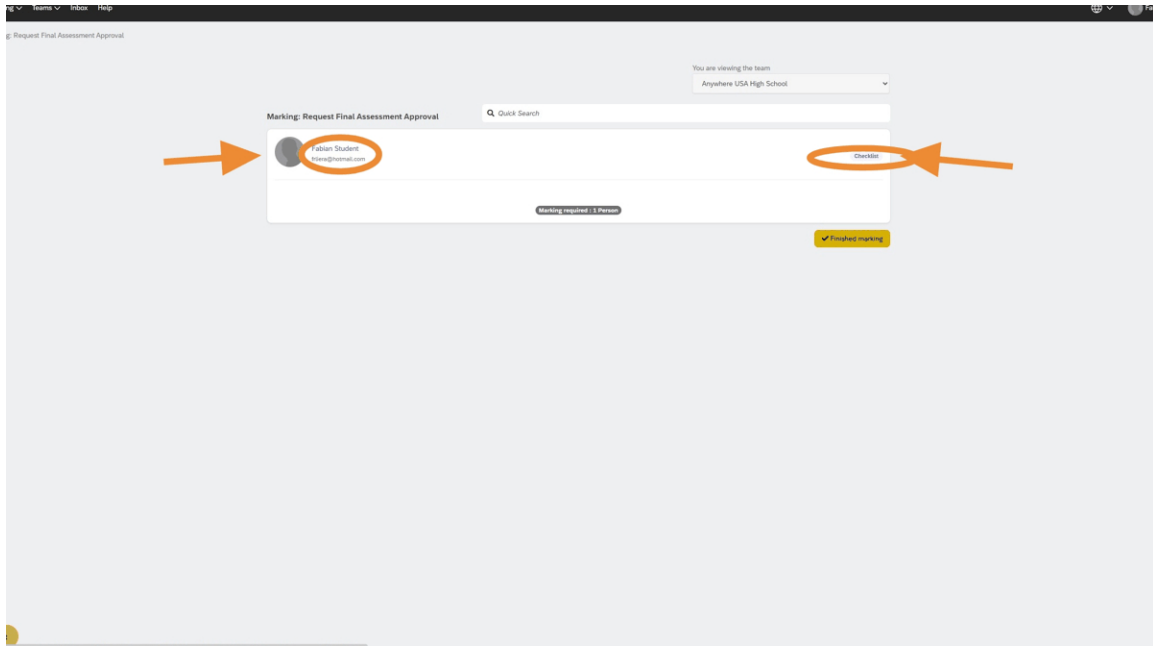 Teams Inbox Help
g: Request Final Assessment Approval
You are viewing the team
Anywhere USA High School
Marking: Request Final Assessment Approval
Quick Search
Fabian Student
Checklist
Marking required : 1 Person
Finished marking